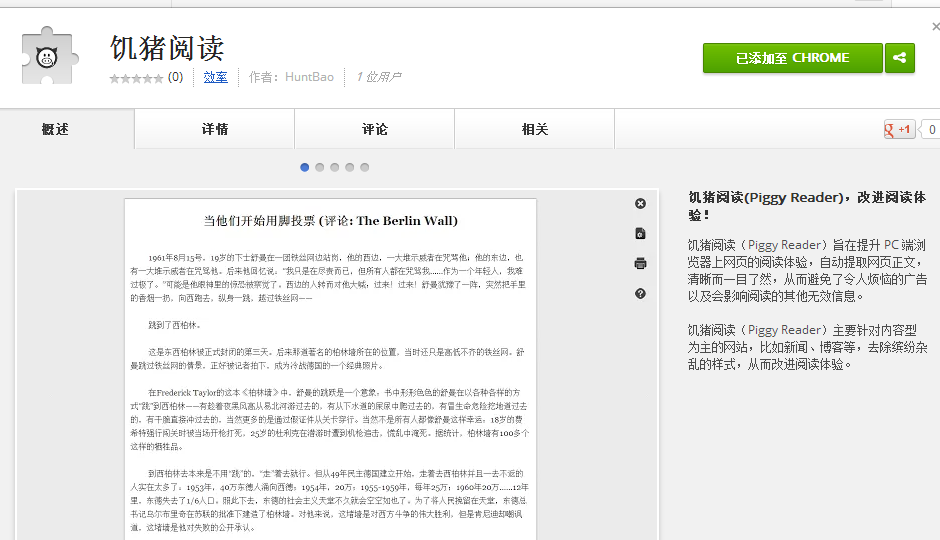 饥猪阅读
(0) 效率 作者：HuntBao 1 位用户
已添加至 CHROME
概述 详情 评论 相关
+1 0
当他们开始用脚投票 (评论: The Berlin Wall)
1961年8月15号，19岁的下士舒曼在一团铁丝网边站岗，他的西边，一大堆示威者在咒骂他；他的东边，也
有一大堆示威者在咒骂他。后来他回忆说，“我只是在尽责而已，但所有人都在咒骂我……作为一个年轻人，我难
过极了。”可能是他眼神里的惊恐被察觉了，西边的人转而对他大喊：过来！过来！舒曼犹豫了一阵，突然把手里
的香烟一扔，向西跑去，纵身一跳，越过铁丝网——
跳到了西柏林。
这是东西柏林被正式封闭的第三天。后来那道著名的柏林墙所在的位置，当时还只是高低不齐的铁丝网。舒
曼跳过铁丝网的情景，正好被记者拍下，成为冷战德国的一个经典照片。
在Frederick Taylor的这本《柏林墙》中，舒曼的跳跃是一个意象：书中形形色色的舒曼在以各种各样的方
式“跳”到西柏林——有趁着夜黑风高从易北河游过去的，有从下水道的屎尿中爬过去的，有冒生命危险挖地道过去
的，有干脆直接冲过去的，当然更多的是通过假证件从关卡穿行。当然不是所有人都像舒曼这样幸运：18岁的费
希特强行闯关时被当场开枪打死，25岁的杜利克在潜游时遭到机枪追击，慌乱中淹死。据统计，柏林墙有100多个
这样的牺牲品。
到西柏林去本来是不用“跳”的，“走”着去就行。但从49年民主德国建立开始，走着去西柏林并且一去不返的
人实在太多了：1953年，40万东德人涌向西德；1954年，20万；1955-1959年，每年25万；1960年20万……12年
里，东德失去了1/6人口。照此下去，东德的社会主义天堂不久就会空空如也了。为了将人民挽留在天堂，东德总
书记乌尔布里奇在苏联的批准下建造了柏林墙。对他来说，这堵墙是对西方斗争的伟大胜利，但是肯尼迪却嘲讽
道，这堵墙是他对失败的公开承认。
饥猪阅读(Piggy Reader)，改进阅读体
验！
饥猪阅读（Piggy Reader）旨在提升 PC 端浏
览器上网页的阅读体验，自动提取网页正文，
清晰而一目了然，从而避免了令人烦恼的广告
以及会影响阅读的其他无效信息。
饥猪阅读（Piggy Reader）主要针对内容型
为主的网站，比如新闻、博客等，去除缤纷杂
乱的样式，从而改进阅读体验。